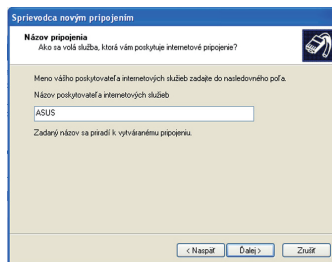 Sprievodca novým pripojením
Názov pripojenia
Ako sa volá služba, ktorá vám poskytuje internetové pripojenie?
Meno vášho poskytovateľa internetových služieb zadajte do nasledovného poľa.
Názov poskytovateľa internetových služieb
ASUS
Zadaný názov sa priradí k vytváranému pripojeniu.
< Naspäť
Ďalej >
Zrušiť